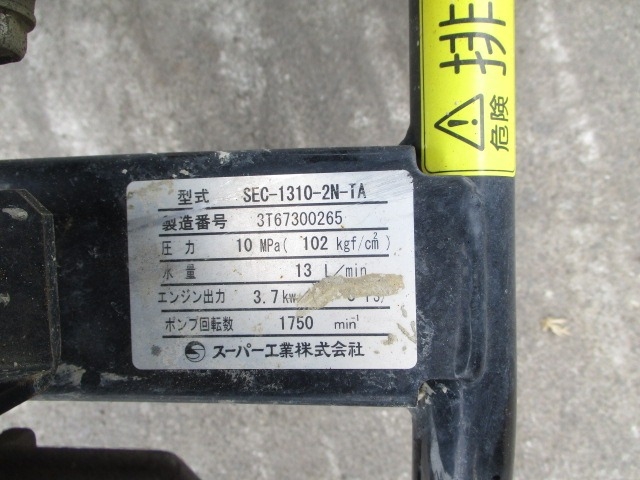 排
危険
型式 SEC-1310-2N-TA
製造番号 3T67300265
圧力 10 MPa( 102 kgf/cm²)
水量 13 L/min
エンジン出力 3.7kw
ポンプ回転数 1750 min⁻¹
スーパー工業株式会社